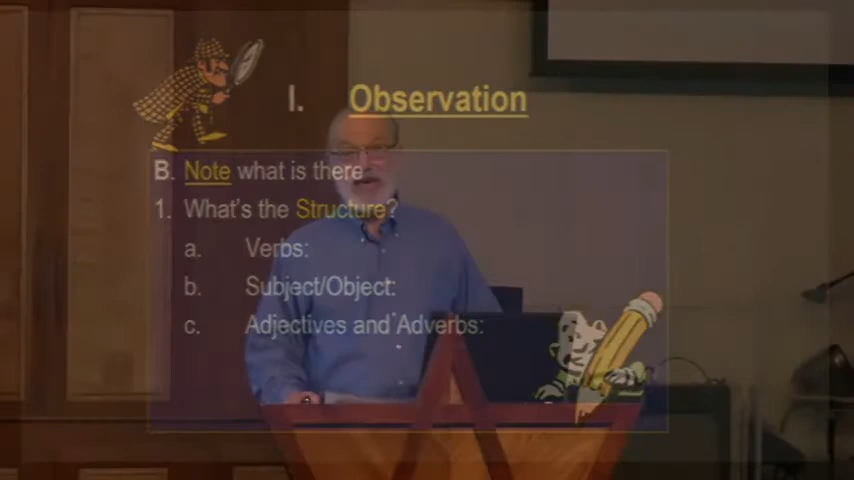 I. Observation
B. Note what is there
1. What's the Structure?
a. Verbs:
b. Subject/Object:
c. Adjectives and Adverbs: